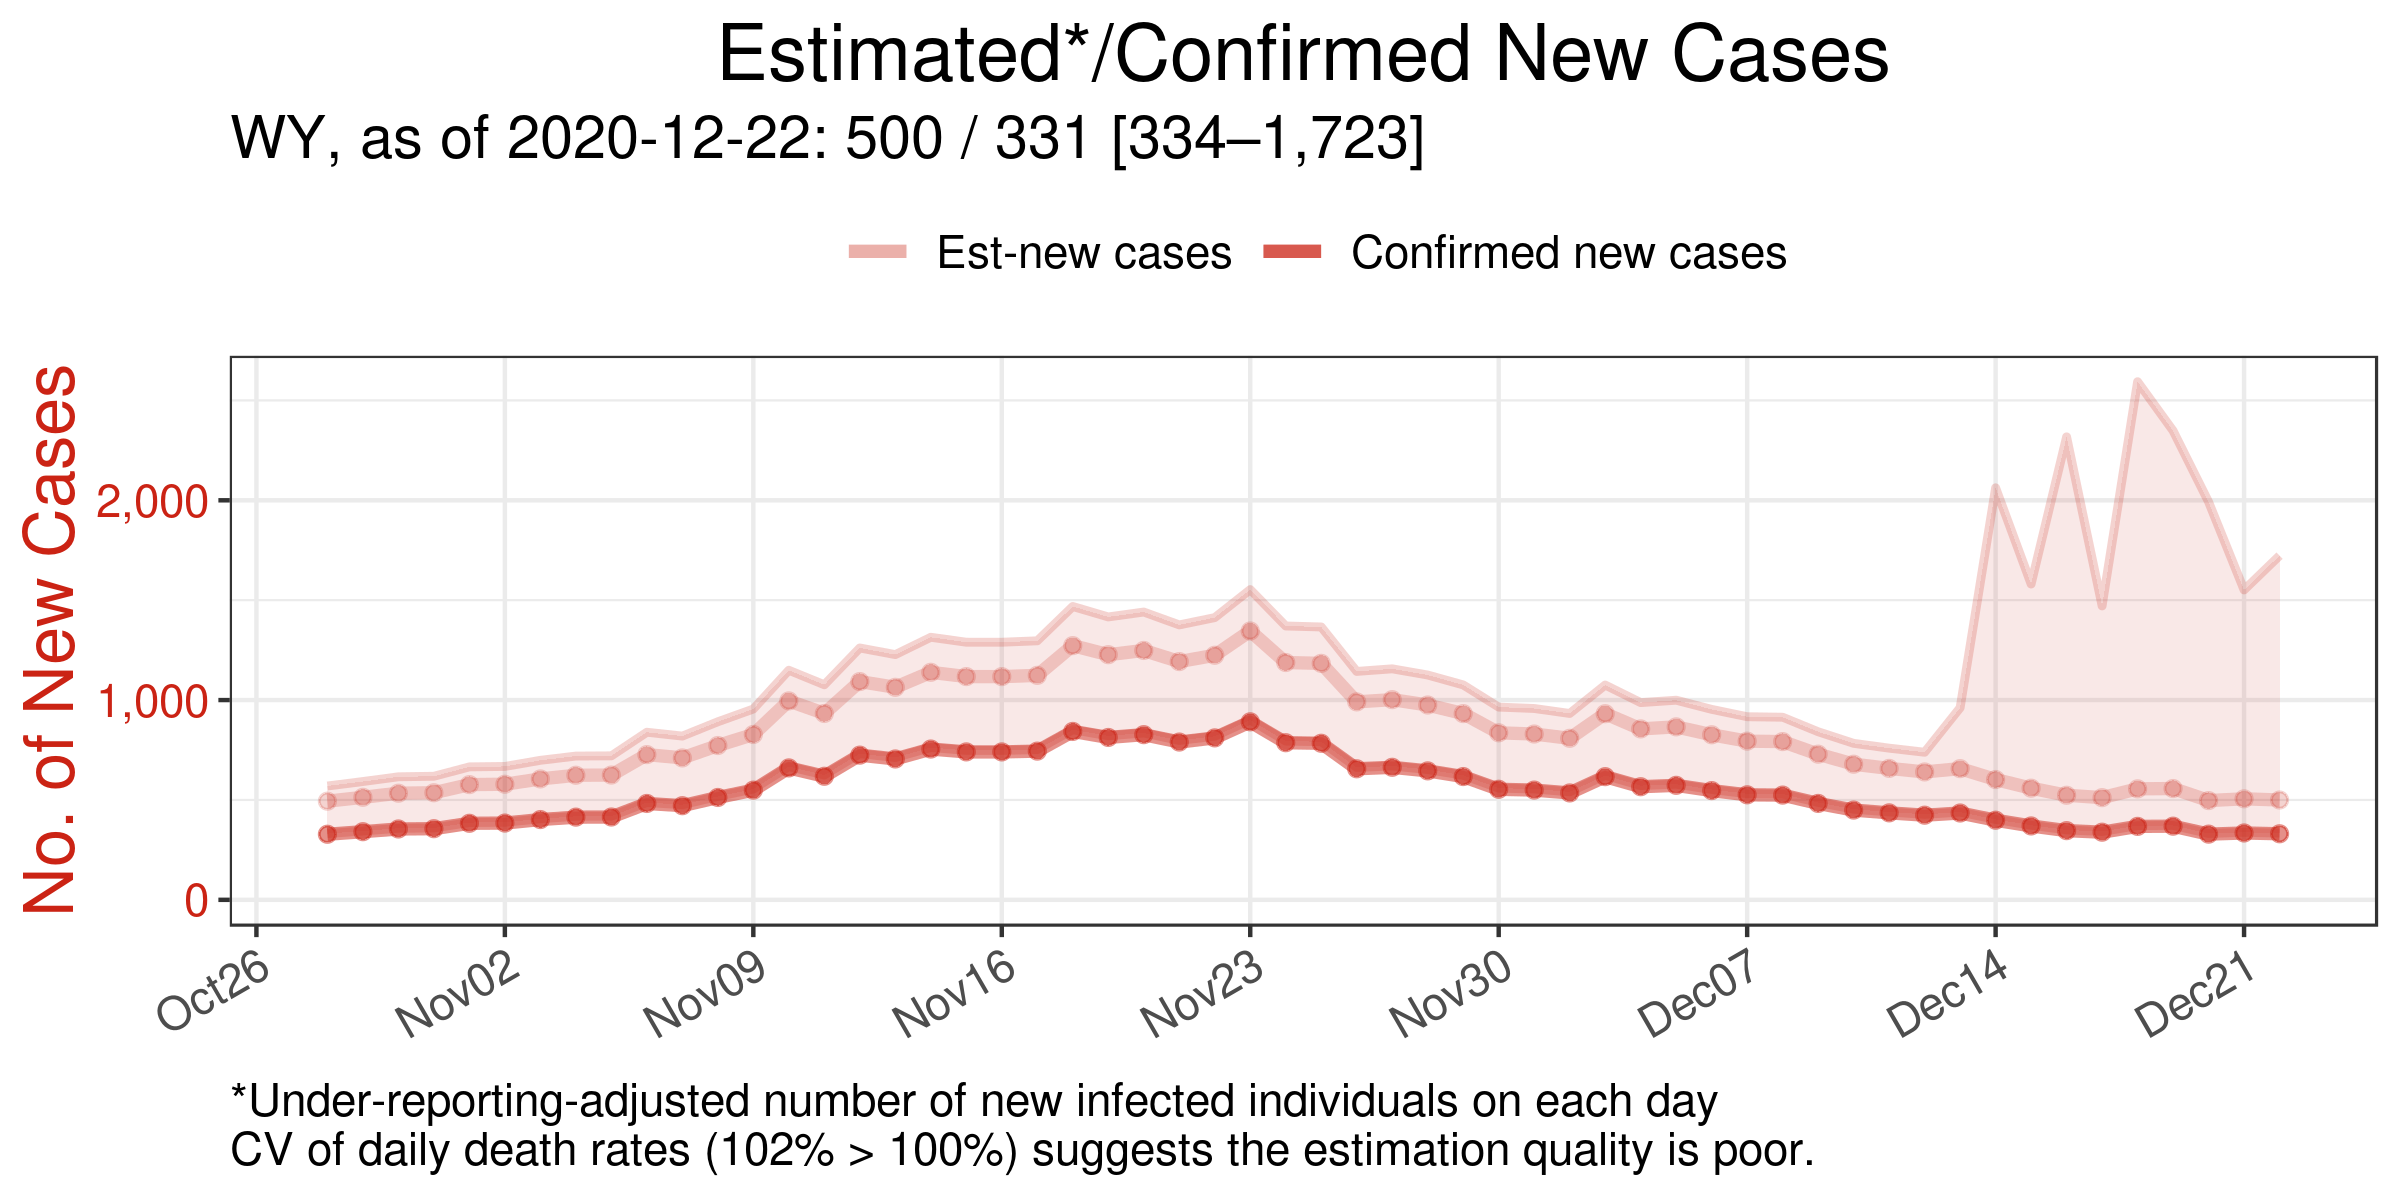 Estimated*/Confirmed New Cases
WY, as of 2020-12-22: 500 / 331 [334–1,723]
Est-new cases
Confirmed new cases
No. of New Cases
2,000
1,000
0
Oct26
Nov02
Nov09
Nov16
Nov23
Nov30
Dec07
Dec14
Dec21
*Under-reporting-adjusted number of new infected individuals on each day
CV of daily death rates (102% > 100%) suggests the estimation quality is poor.